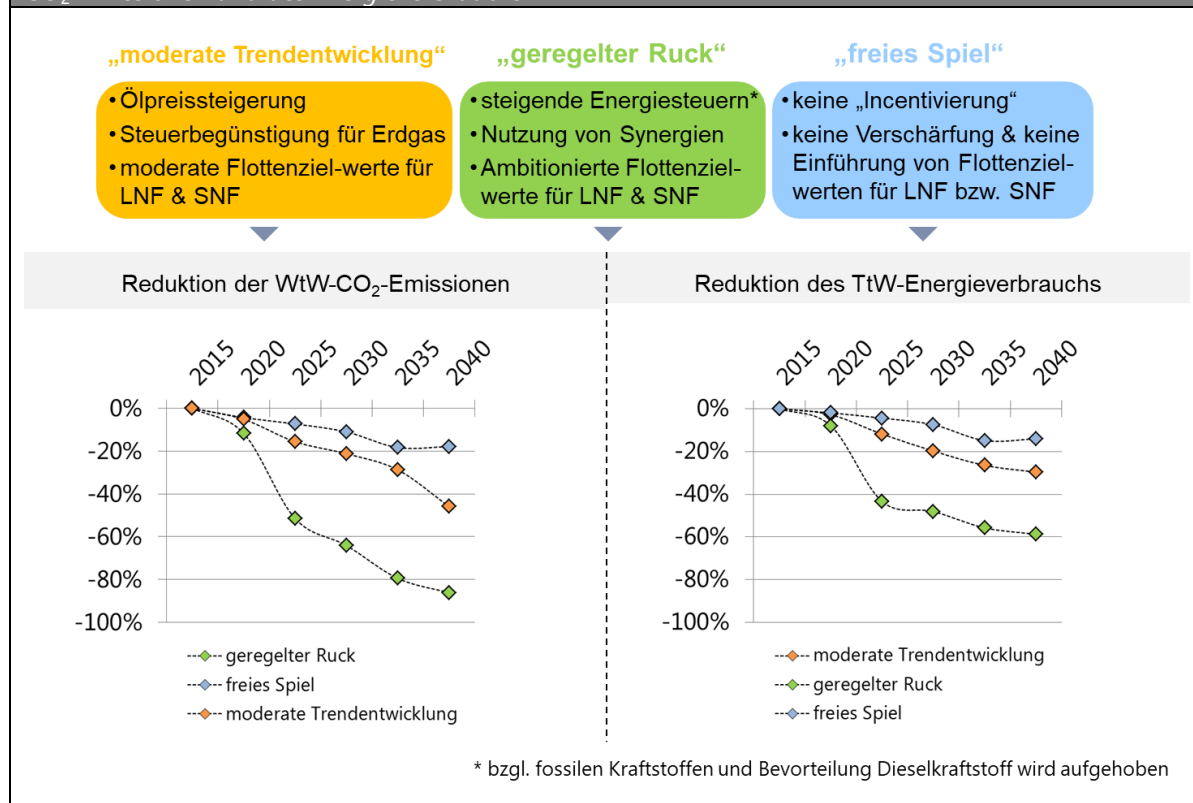 „moderate Trendentwicklung“
• Ölpreissteigerung
• Steuerbegünstigung für Erdgas
• moderate Flottenziel-werte für
LNF & SNF
„geregelter Ruck“
• steigende Energiesteuern*
• Nutzung von Synergien
• Ambitionierte Flottenziel-
werte für LNF & SNF
„freies Spiel“
• keine „Incentivierung“
• keine Verschärfung & keine
Einführung von Flottenziel-
werten für LNF bzw. SNF
Reduktion der WtW-CO₂-Emissionen
2015 2020 2025 2030 2035 2040
0%
-20%
-40%
-60%
-80%
-100%
geregelter Ruck
freies Spiel
moderate Trendentwicklung
Reduktion des TtW-Energieverbrauchs
2015 2020 2025 2030 2035 2040
0%
-20%
-40%
-60%
-80%
-100%
moderate Trendentwicklung
geregelter Ruck
freies Spiel
* bzgl. fossilen Kraftstoffen und Bevorteilung Dieselkraftstoff wird aufgehoben